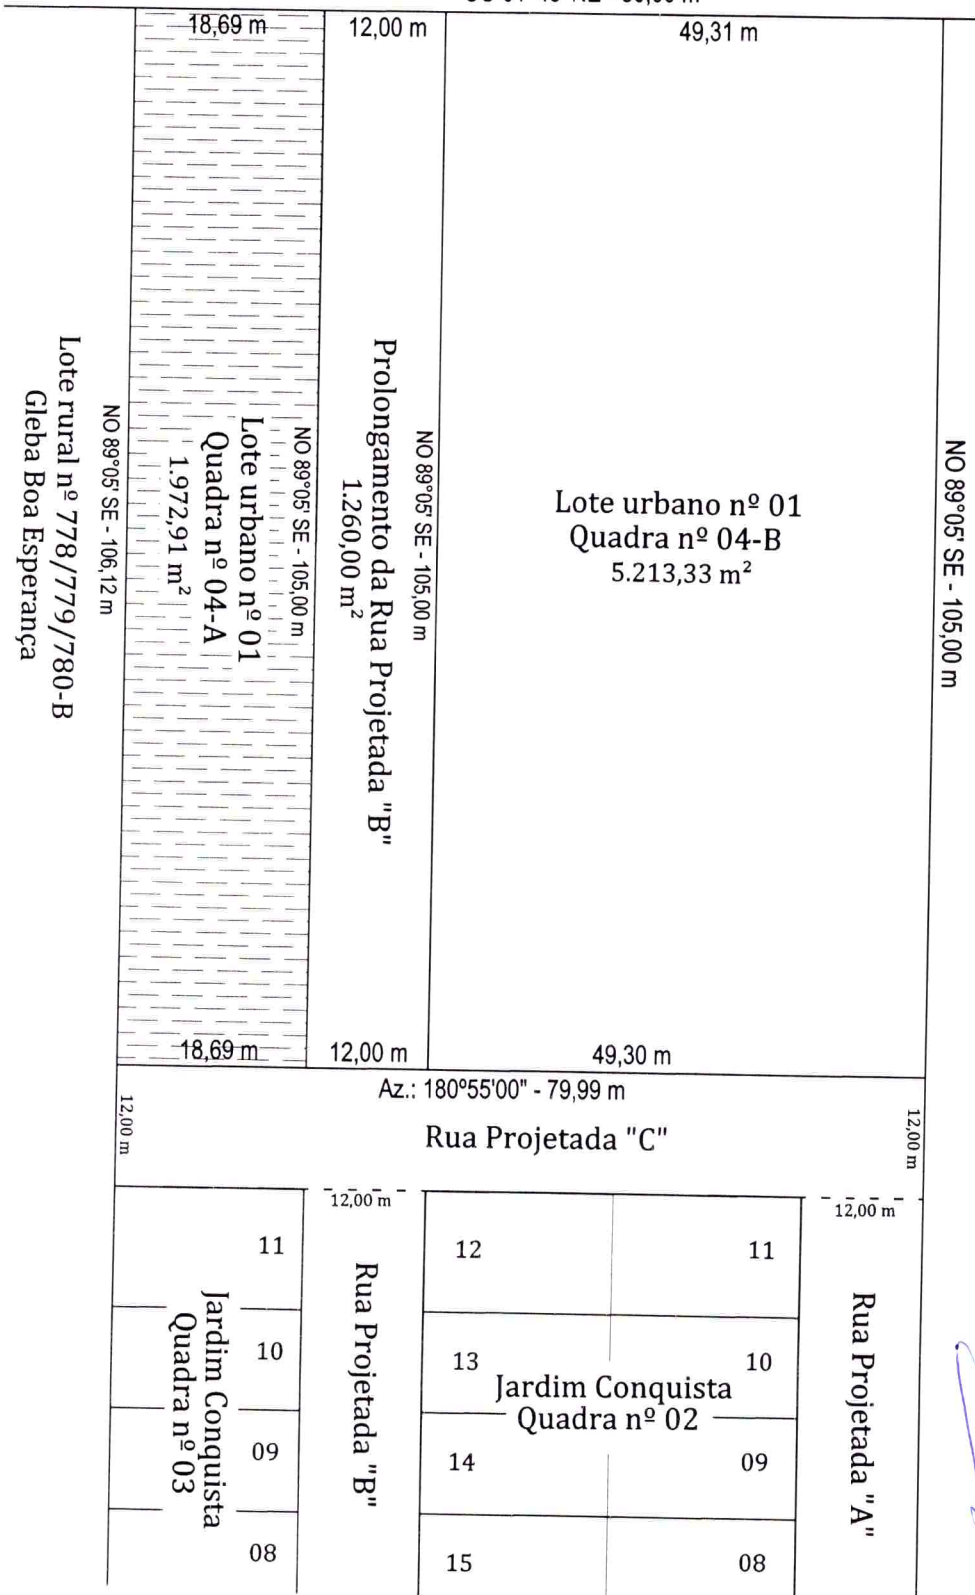 18,69 m
12,00 m
49,31 m
Lote rural nº 778/779/780-B
Gleba Boa Esperança
NO 89°05' SE - 106,12 m
Lote urbano nº 01
Quadra nº 04-A
1.972,91 m²
NO 89°05' SE - 105,00 m
Prolongamento da Rua Projetada "B"
1.260,00 m²
NO 89°05' SE - 105,00 m
Lote urbano nº 01
Quadra nº 04-B
5.213,33 m²
NO 89°05' SE - 105,00 m
18,69 m
12,00 m
49,30 m
Az.: 180°55'00" - 79,99 m
12,00 m
Rua Projetada "C"
12,00 m
12,00 m
12,00 m
11
10
09
08
Jardim Conquista
Quadra nº 03
Rua Projetada "B"
12
11
13
10
Jardim Conquista
Quadra nº 02
14
09
15
08
Rua Projetada "A"